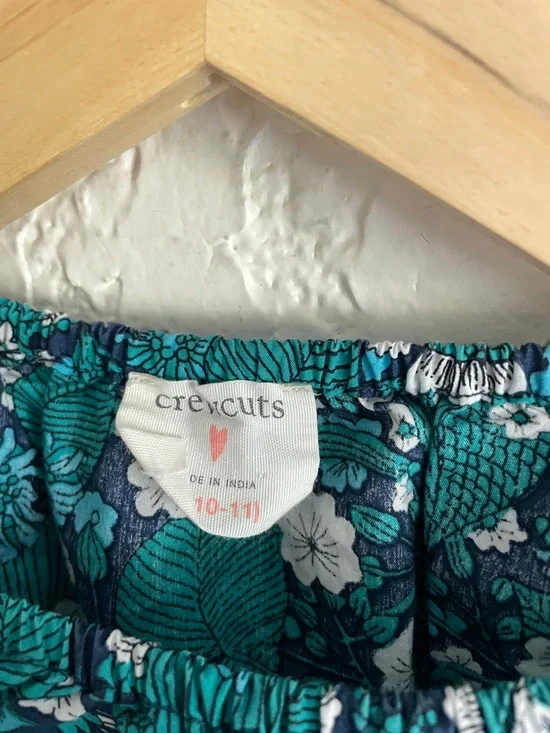 crewcuts
DE IN INDIA
10-11)